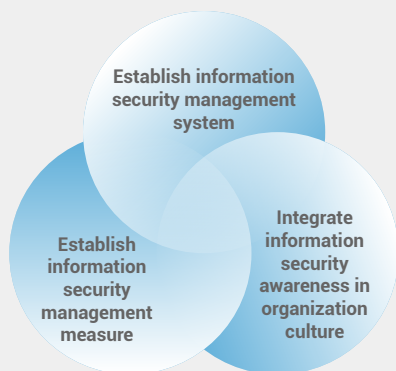 Establish information
security management
system
Establish
information
security
management
measure
Integrate
information
security
awareness in
organization
culture